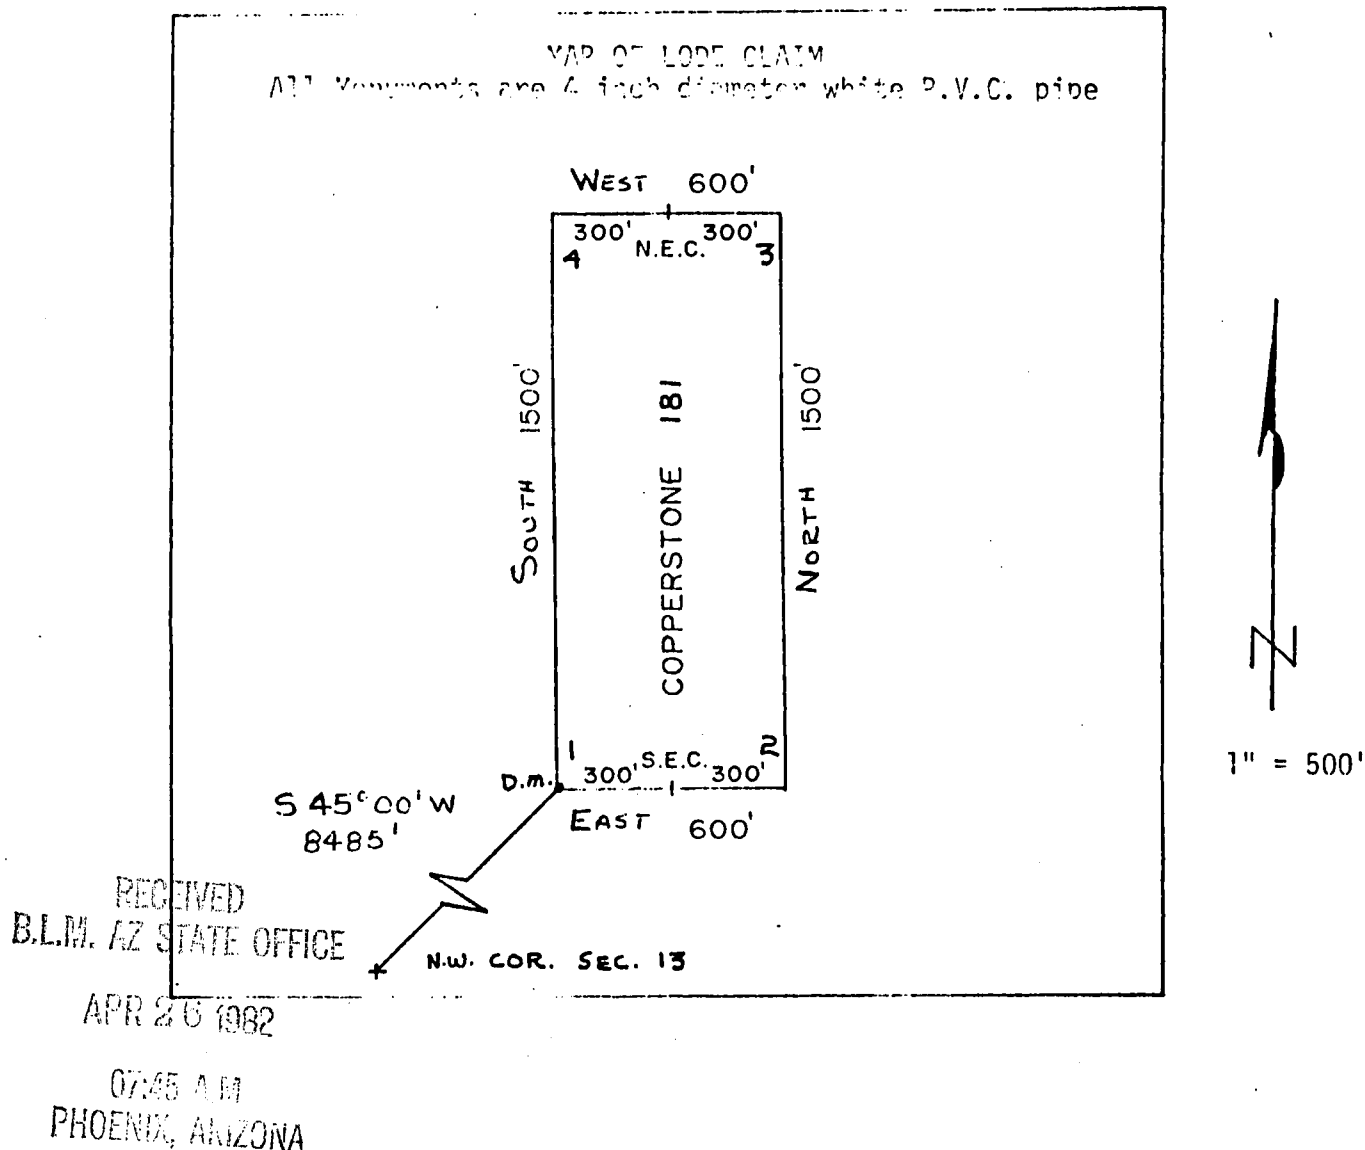 MAP OF LODE CLAIM
All Monuments are 4 inch diameter white P.V.C. pipe
WEST 600'
300' 300'
N.E.C.
4 3
SOUTH 1500'
COPPERSTONE 181
NORTH 1500'
N
1" = 500'
1 2
S.E.C.
D.M. 300' 300'
EAST 600'
S 45° 00' W
8485'
N.W. COR. SEC. 13
RECEIVED
B.L.M. AZ STATE OFFICE
APR 26 1982
07:45 A.M
PHOENIX, ARIZONA